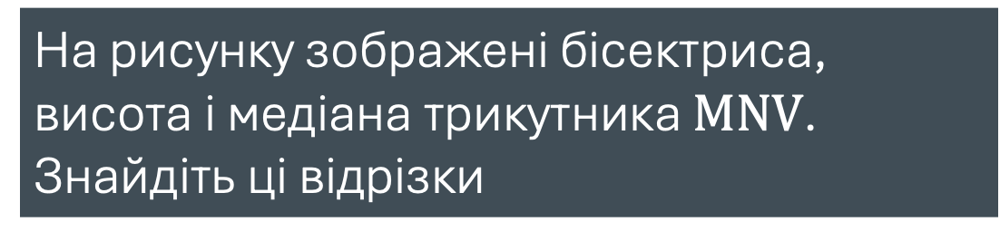 На рисунку зображені бісектриса,
висота і медіана трикутника MNV.
Знайдіть ці відрізки